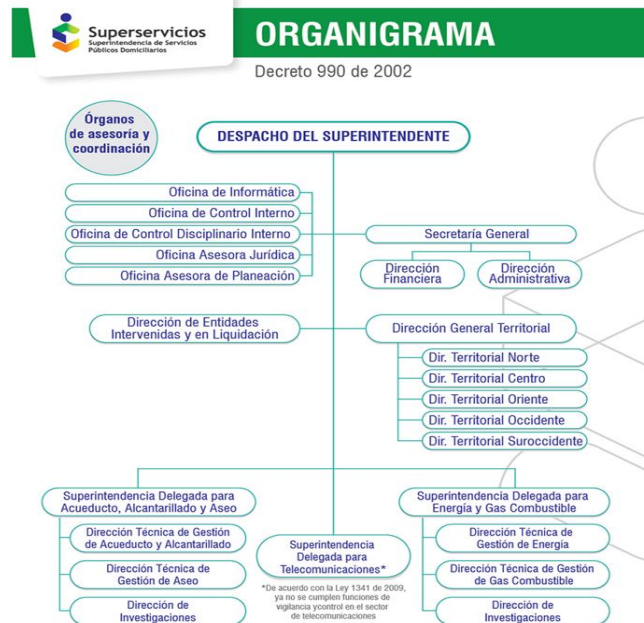 Superservicios
Superintendencia de Servicios
Públicos Domiciliarios
ORGANIGRAMA
Decreto 990 de 2002
Órganos
de asesoría y
coordinación
DESPACHO DEL SUPERINTENDENTE
Oficina de Informática
Oficina de Control Interno
Oficina de Control Disciplinario Interno
Oficina Asesora Jurídica
Oficina Asesora de Planeación
Secretaría General
Dirección
Financiera
Dirección
Administrativa
Dirección de Entidades
Intervenidas y en Liquidación
Dirección General Territorial
Dir. Territorial Norte
Dir. Territorial Centro
Dir. Territorial Oriente
Dir. Territorial Occidente
Dir. Territorial Suroccidente
Superintendencia Delegada para
Acueducto, Alcantarillado y Aseo
Dirección Técnica de Gestión
de Acueducto y Alcantarillado
Dirección Técnica de
Gestión de Aseo
Dirección de
Investigaciones
Superintendencia
Delegada para
Telecomunicaciones*
*De acuerdo con la Ley 1341 de 2009,
ya no se cumplen funciones de
vigilancia ycontrol en el sector
de telecomunicaciones
Superintendencia Delegada para
Energía y Gas Combustible
Dirección Técnica de
Gestión de Energía
Dirección Técnica de Gestión
de Gas Combustible
Dirección de
Investigaciones